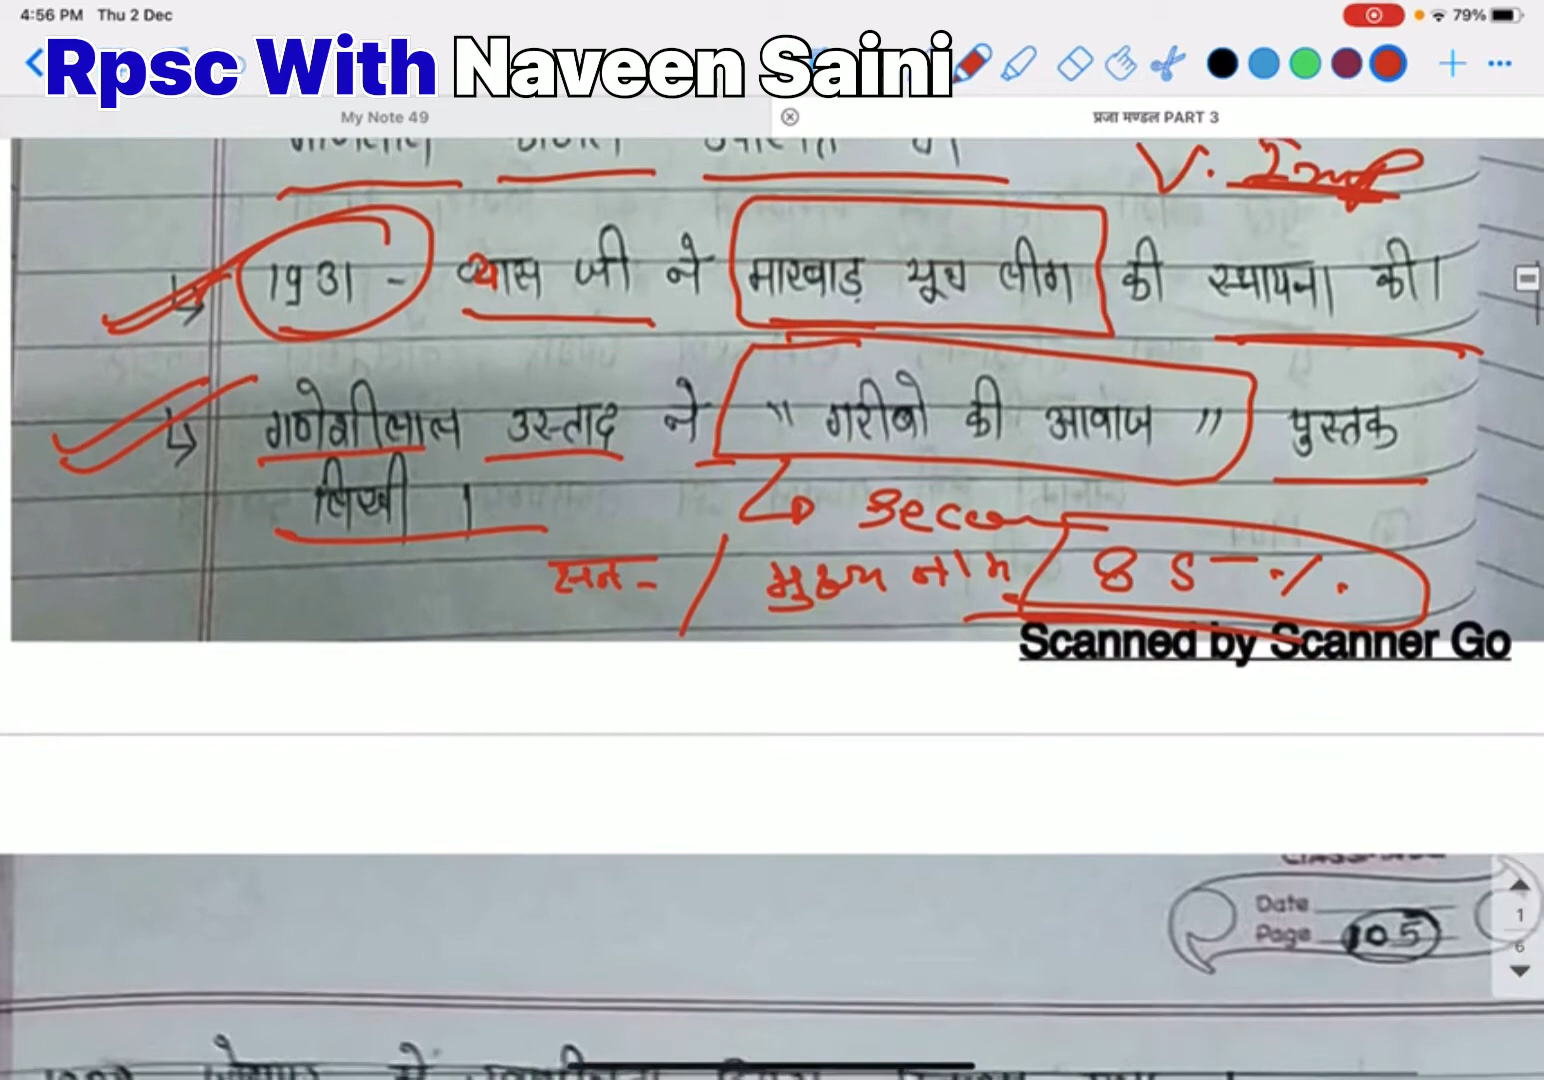 4:56 PM Thu 2 Dec
79%
Rpsc With Naveen Saini
My Note 49
प्रजा मण्डल PART 3
V. Imp
↳ 1931 - व्यास जी ने मारवाड़ यूथ लीग की स्थापना की।
↳ गणेशीलाल उस्ताद ने "गरीबो की आवाज" पुस्तक
लिखी ।
सन - / मुख्य नाम / 85 - %.
Scanned by Scanner Go
Date
Page 105
1
6